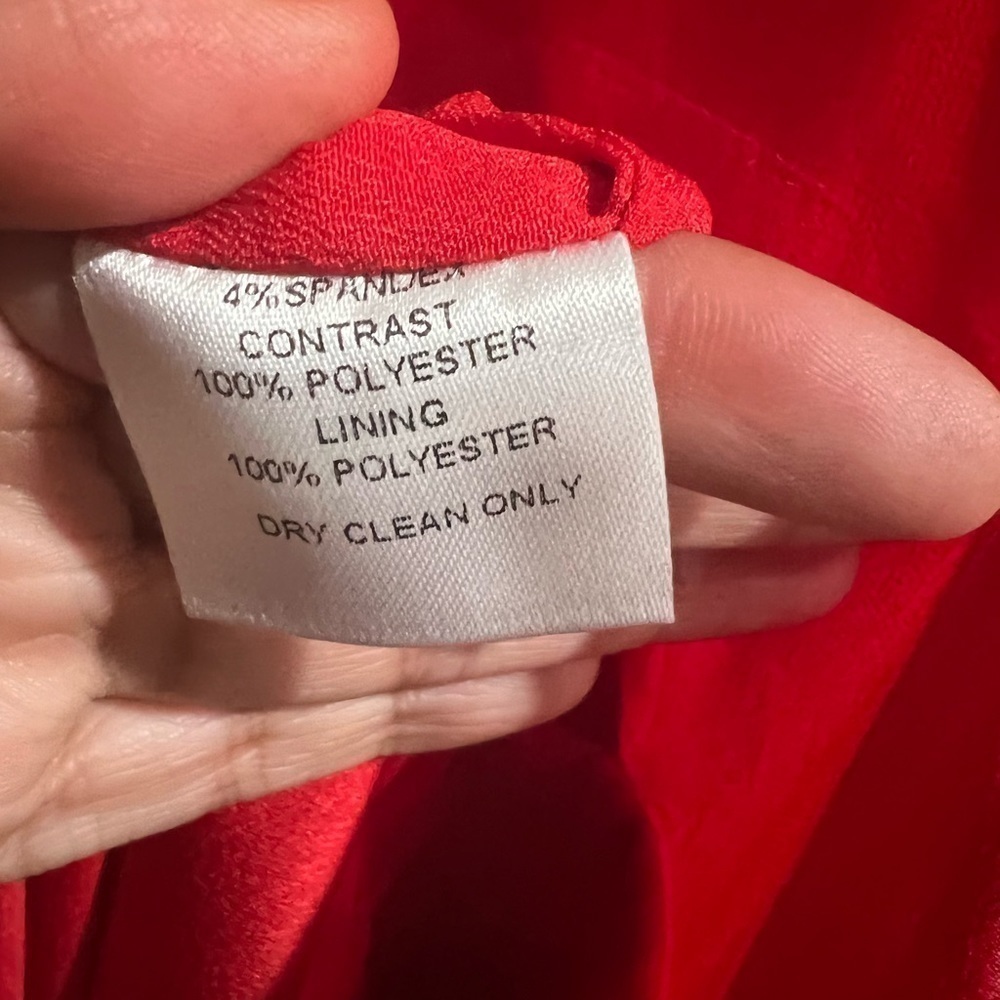 4% SPANDEX
CONTRAST
100% POLYESTER
LINING
100% POLYESTER
DRY CLEAN ONLY